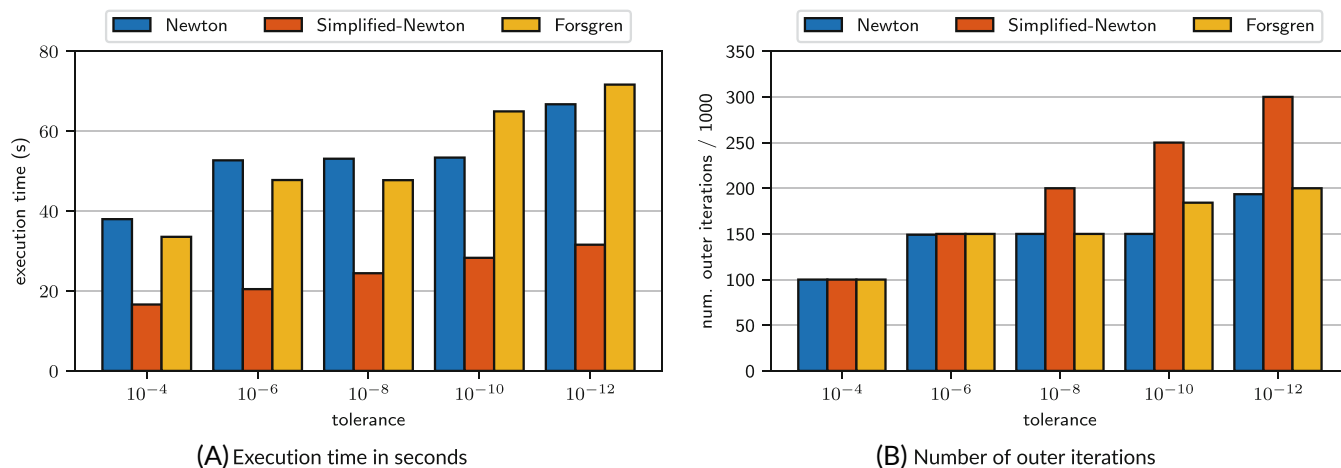 Newton Simplified-Newton Forsgren
80
60
40
20
0
execution time (s)
10⁻⁴ 10⁻⁶ 10⁻⁸ 10⁻¹⁰ 10⁻¹²
tolerance
(A) Execution time in seconds
Newton Simplified-Newton Forsgren
350
300
250
200
150
100
50
0
num. outer iterations / 1000
10⁻⁴ 10⁻⁶ 10⁻⁸ 10⁻¹⁰ 10⁻¹²
tolerance
(B) Number of outer iterations